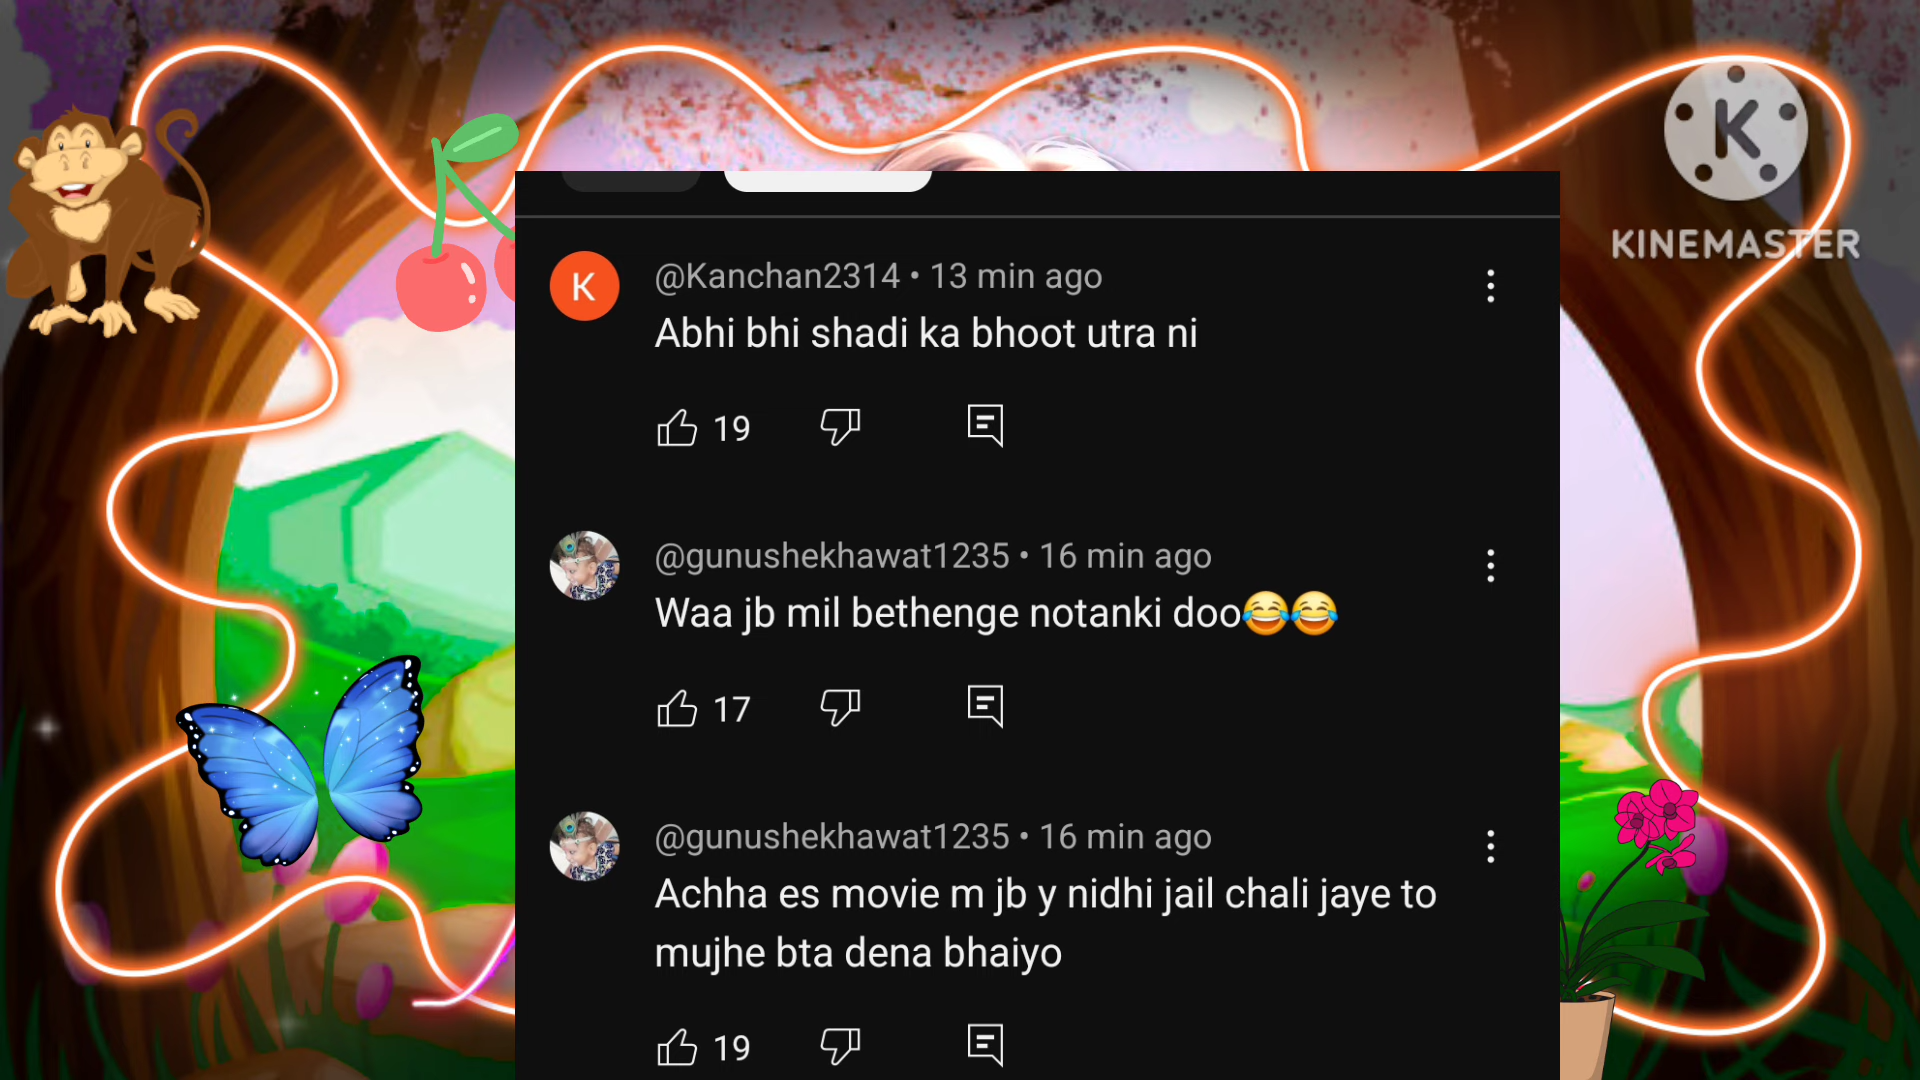 K
KINEMASTER
K
@Kanchan2314 • 13 min ago
Abhi bhi shadi ka bhoot utra ni
19
@gunushekhawat1235 • 16 min ago
Waa jb mil bethenge notanki doo😂😂
17
@gunushekhawat1235 • 16 min ago
Achha es movie m jb y nidhi jail chali jaye to
mujhe bta dena bhaiyo
19